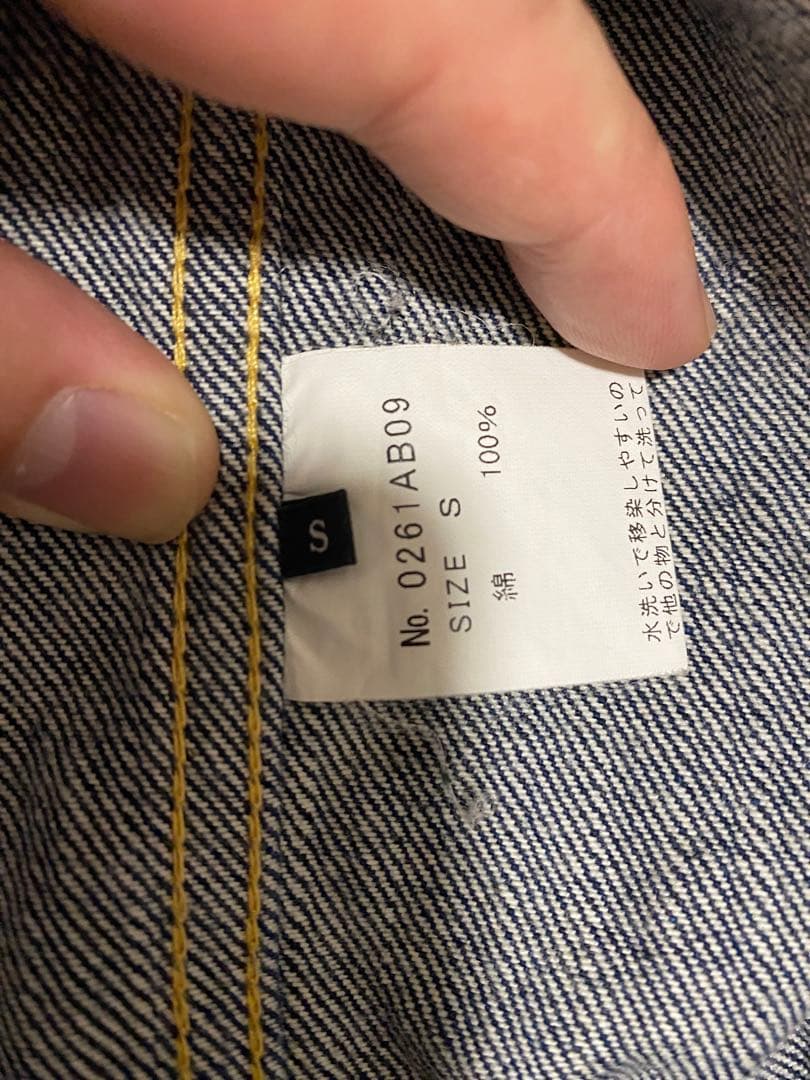 S
No. 0261AB09
SIZE S
綿 100%
水洗いで移染しやすいの
で他の物と分けて洗って